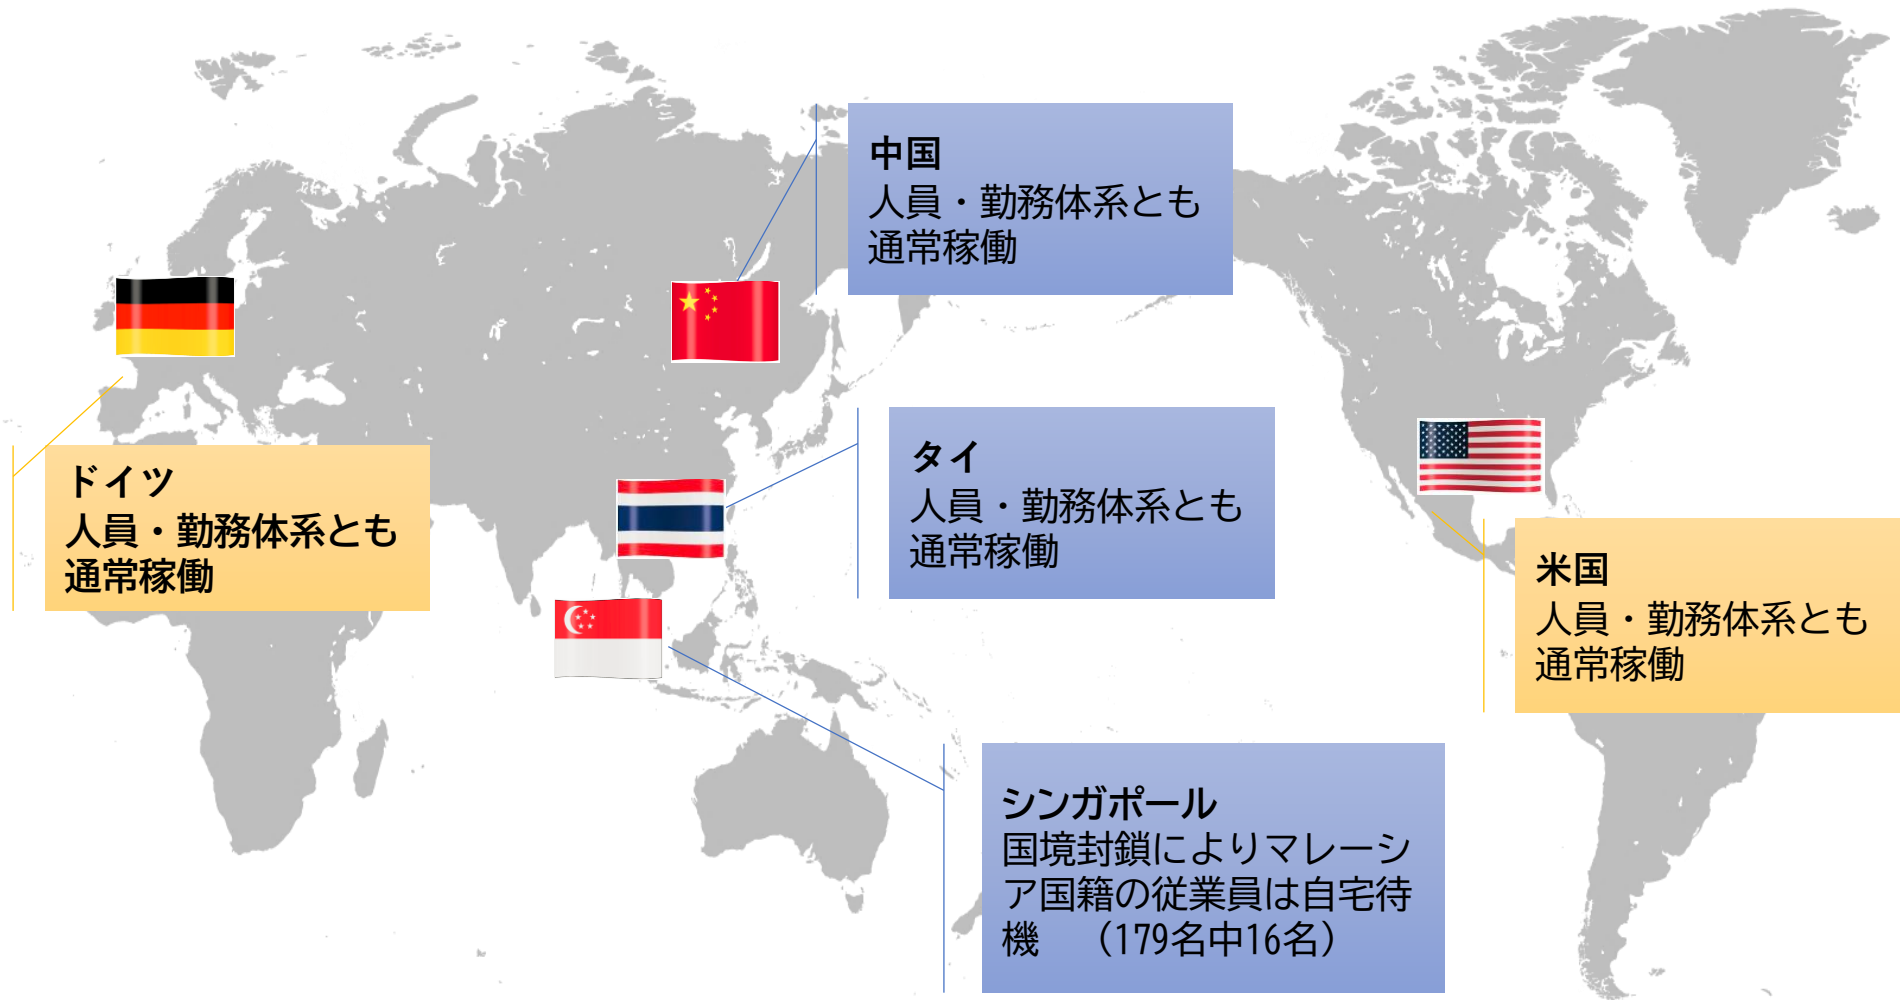 中国
人員・勤務体系とも
通常稼働
ドイツ
人員・勤務体系とも
通常稼働
タイ
人員・勤務体系とも
通常稼働
米国
人員・勤務体系とも
通常稼働
シンガポール
国境封鎖によりマレーシ
ア国籍の従業員は自宅待
機　（179名中16名）